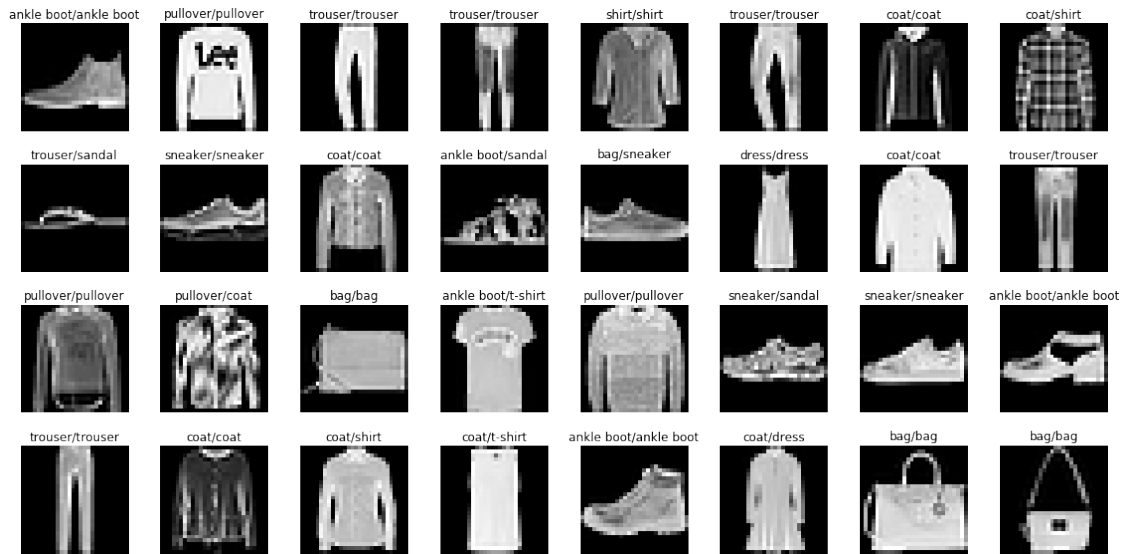 ankle boot/ankle boot pullover/pullover trouser/trouser trouser/trouser shirt/shirt trouser/trouser coat/coat coat/shirt
Lee
trouser/sandal sneaker/sneaker coat/coat ankle boot/sandal bag/sneaker dress/dress coat/coat trouser/trouser
pullover/pullover pullover/coat bag/bag ankle boot/t-shirt pullover/pullover sneaker/sandal sneaker/sneaker ankle boot/ankle boot
trouser/trouser coat/coat coat/shirt coat/t-shirt ankle boot/ankle boot coat/dress bag/bag bag/bag